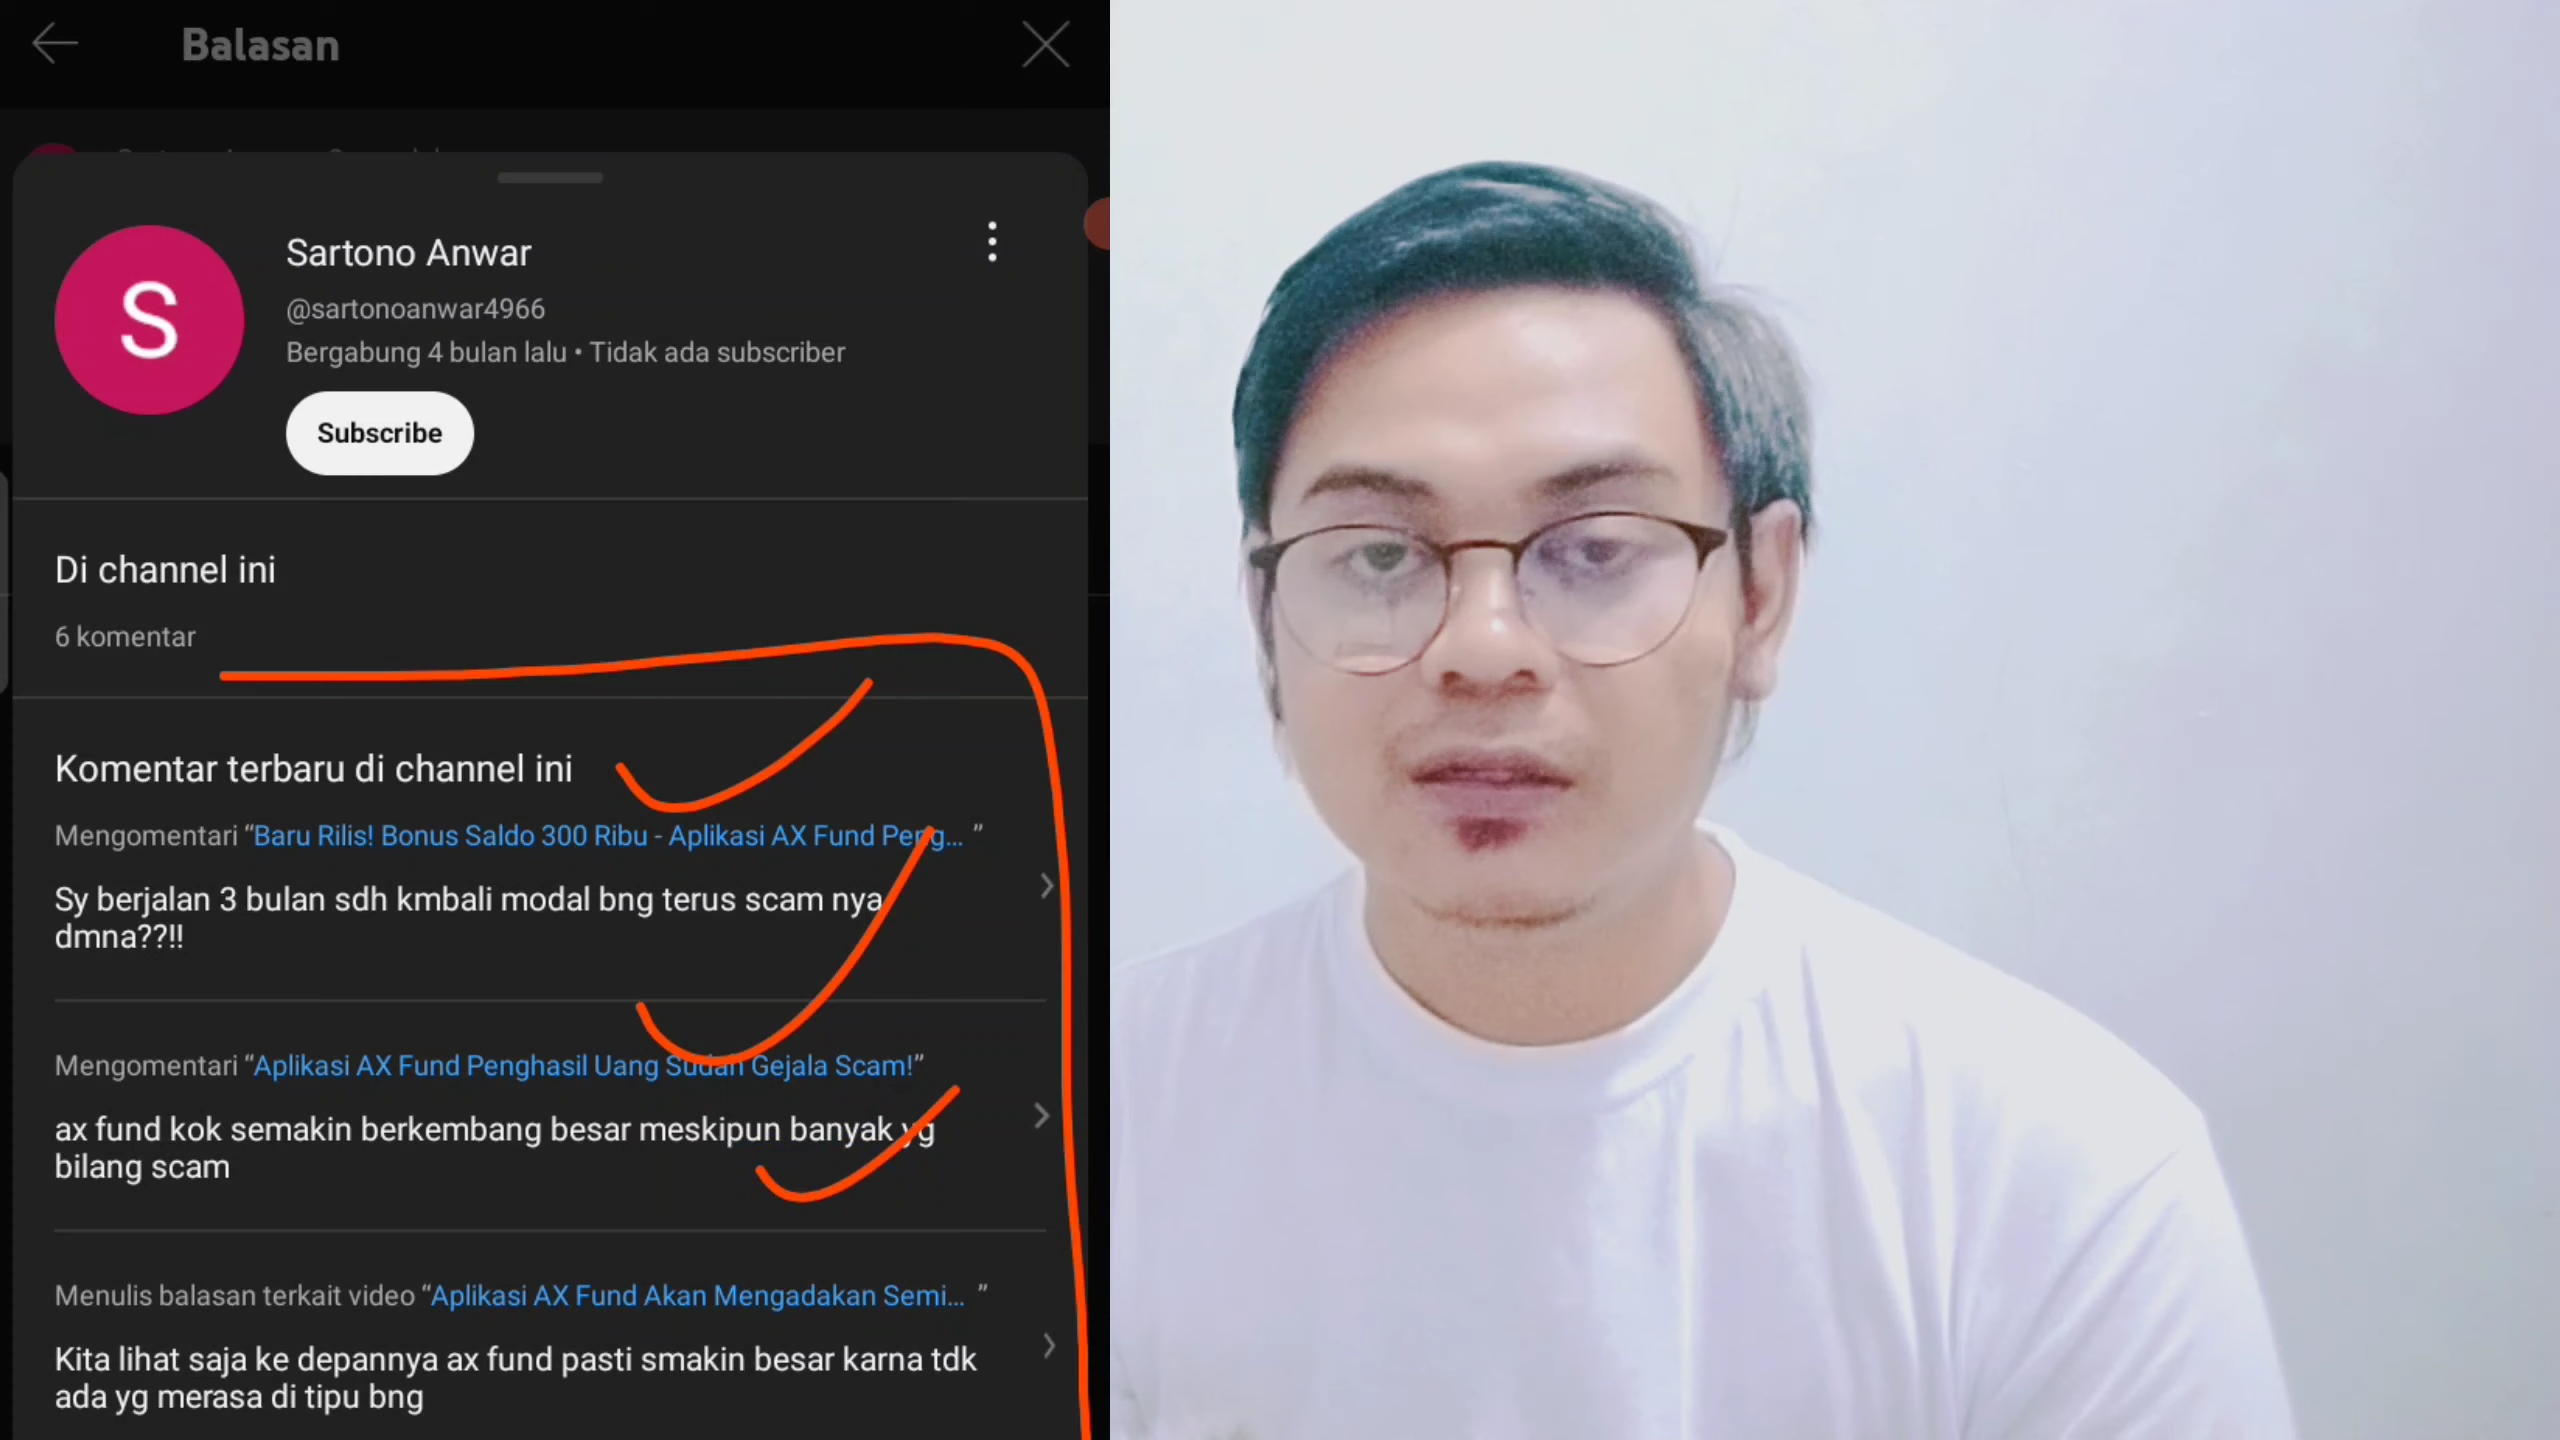 Balasan
S
Sartono Anwar
@sartonoanwar4966
Bergabung 4 bulan lalu • Tidak ada subscriber
Subscribe
Di channel ini
6 komentar
Komentar terbaru di channel ini
Mengomentari “Baru Rilis! Bonus Saldo 300 Ribu - Aplikasi AX Fund Peng... ”
Sy berjalan 3 bulan sdh kmbali modal bng terus scam nya
dmna??!!
Mengomentari “Aplikasi AX Fund Penghasil Uang Sudah Gejala Scam!”
ax fund kok semakin berkembang besar meskipun banyak yg
bilang scam
Menulis balasan terkait video “Aplikasi AX Fund Akan Mengadakan Semi... ”
Kita lihat saja ke depannya ax fund pasti smakin besar karna tdk
ada yg merasa di tipu bng